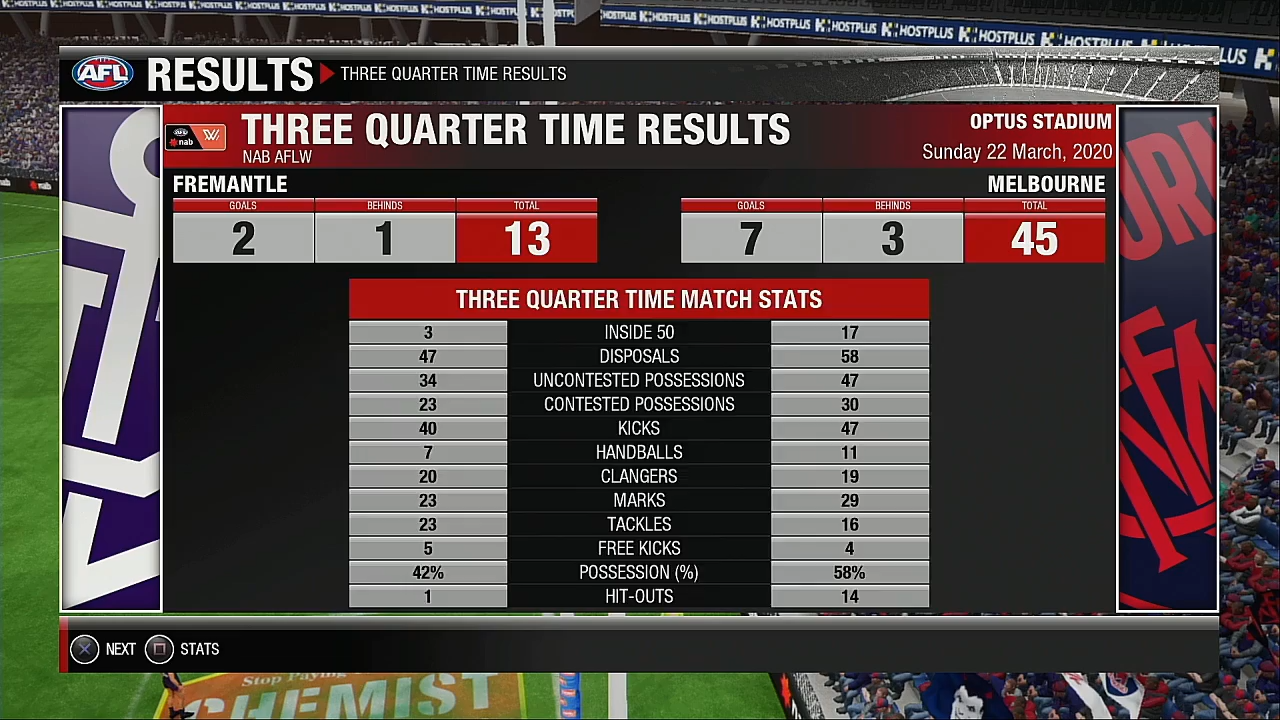 HOSTPLUS HOSTPLUS HOSTPLUS HOSTPLUS HOSTPLUS HOSTPLUS
AFL RESULTS THREE QUARTER TIME RESULTS
nab W THREE QUARTER TIME RESULTS OPTUS STADIUM
NAB AFLW Sunday 22 March, 2020
FREMANTLE MELBOURNE
GOALS BEHINDS TOTAL GOALS BEHINDS TOTAL
2 1 13 7 3 45
THREE QUARTER TIME MATCH STATS
3 INSIDE 50 17
47 DISPOSALS 58
34 UNCONTESTED POSSESSIONS 47
23 CONTESTED POSSESSIONS 30
40 KICKS 47
7 HANDBALLS 11
20 CLANGERS 19
23 MARKS 29
23 TACKLES 16
5 FREE KICKS 4
42% POSSESSION (%) 58%
1 HIT-OUTS 14
NEXT STATS
Stop Paying
CHEMIST